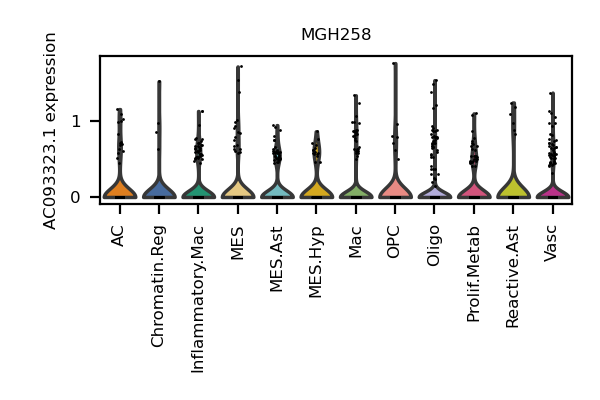 MGH258
AC093323.1 expression
1
0
AC
Chromatin.Reg
Inflammatory.Mac
MES
MES.Ast
MES.Hyp
Mac
OPC
Oligo
Prolif.Metab
Reactive.Ast
Vasc